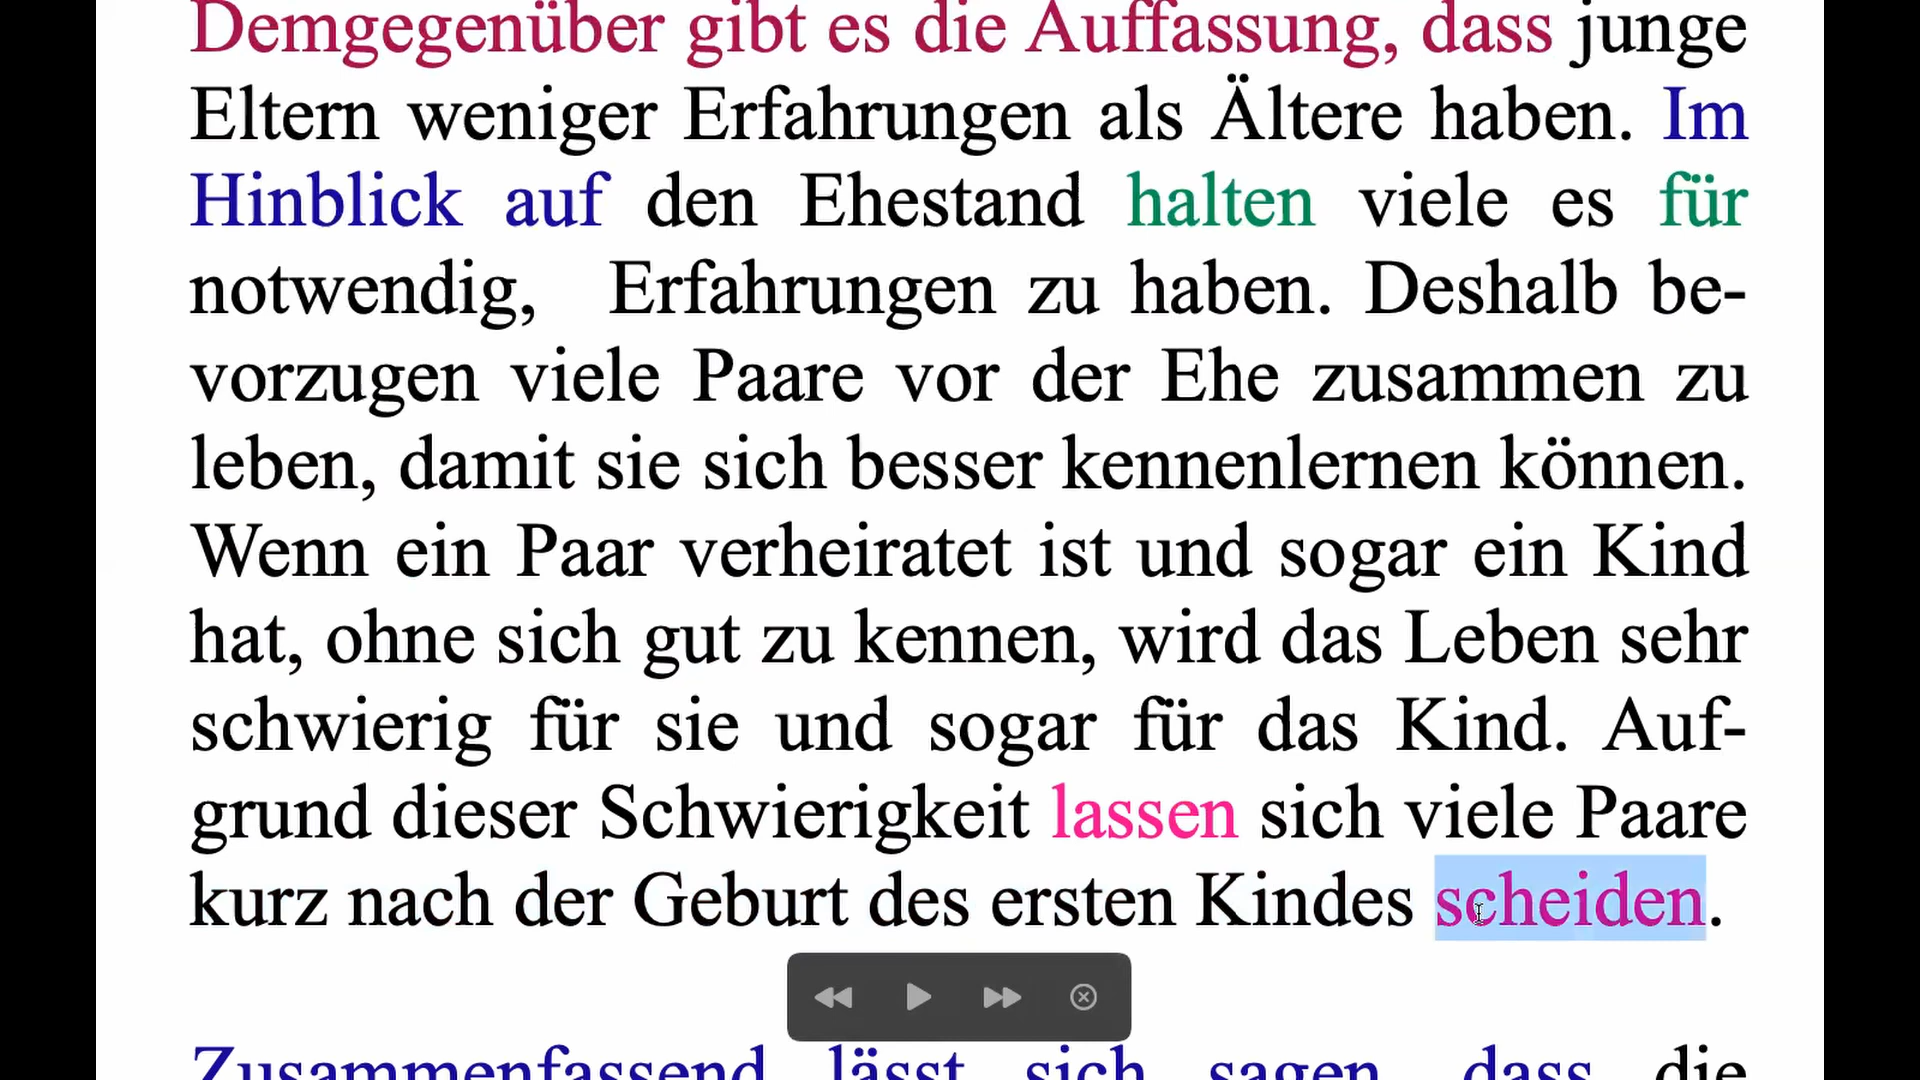 Demgegenüber gibt es die Auffassung, dass junge
Eltern weniger Erfahrungen als Ältere haben. Im
Hinblick auf den Ehestand halten viele es für
notwendig, Erfahrungen zu haben. Deshalb be-
vorzugen viele Paare vor der Ehe zusammen zu
leben, damit sie sich besser kennenlernen können.
Wenn ein Paar verheiratet ist und sogar ein Kind
hat, ohne sich gut zu kennen, wird das Leben sehr
schwierig für sie und sogar für das Kind. Auf-
grund dieser Schwierigkeit lassen sich viele Paare
kurz nach der Geburt des ersten Kindes scheiden.
Zusammenfassend lässt sich sagen, dass die